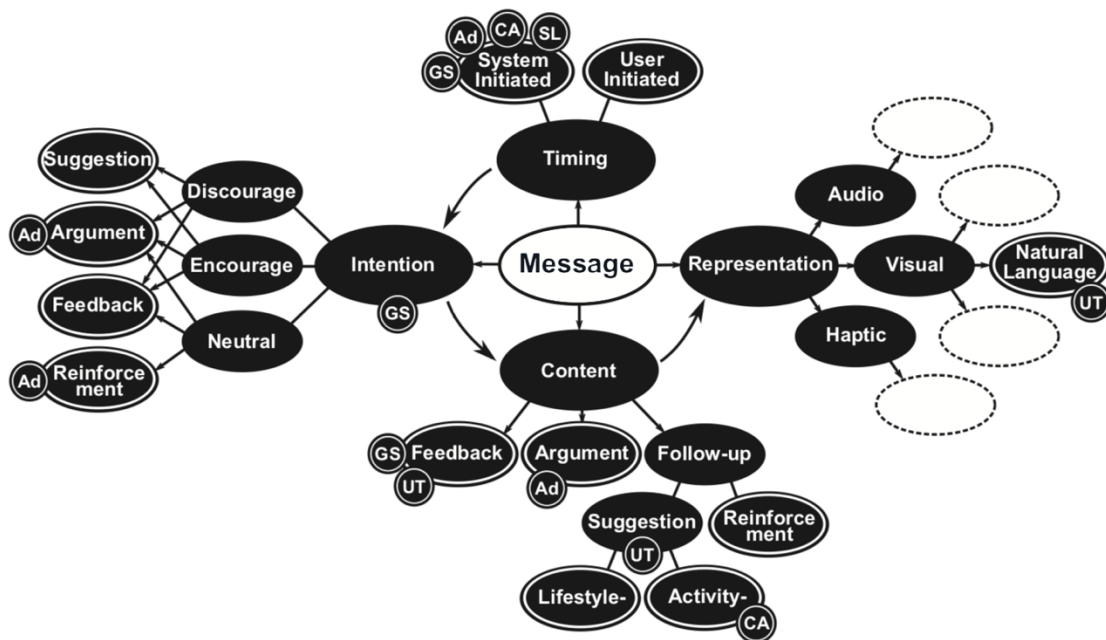 Ad
CA
SL
GS
System
Initiated
User
Initiated
Timing
Suggestion
Discourage
Ad
Argument
Encourage
Feedback
Neutral
Ad
Reinforce
ment
Intention
GS
Message
Representation
Audio
Visual
Natural
Language
UT
Haptic
Content
GS
Feedback
UT
Argument
Ad
Follow-up
Suggestion
UT
Reinforce
ment
Lifestyle-
Activity-
CA